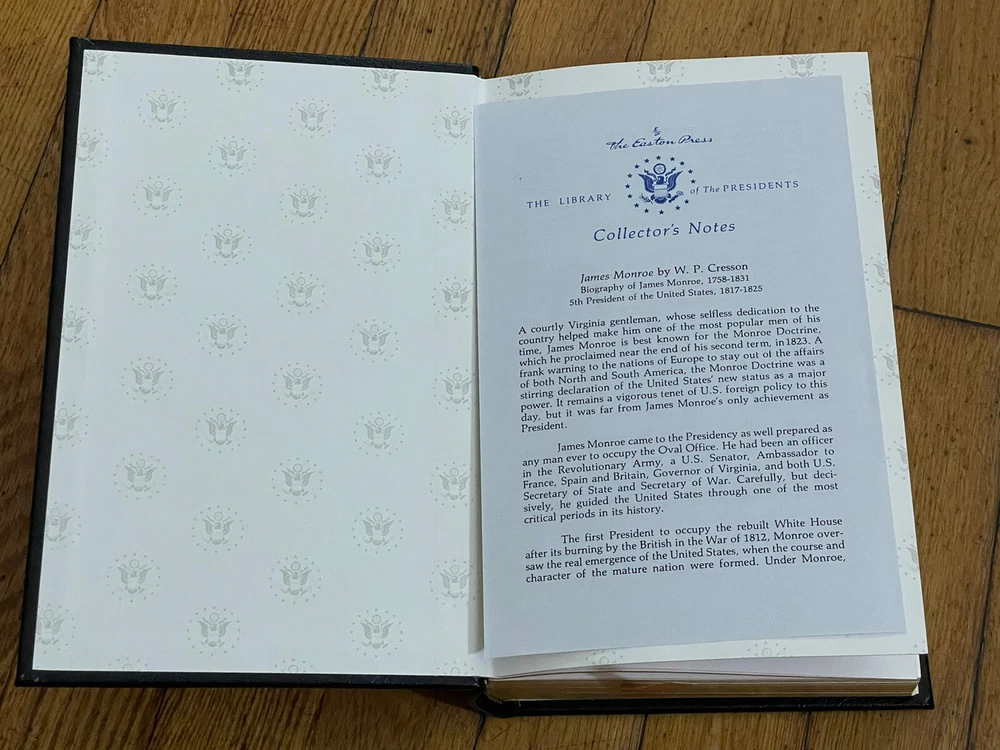 The Easton Press
THE LIBRARY of The PRESIDENTS
Collector's Notes
James Monroe by W. P. Cresson
Biography of James Monroe, 1758-1831
5th President of the United States, 1817-1825
A courtly Virginia gentleman, whose selfless dedication to the
country helped make him one of the most popular men of his
time, James Monroe is best known for the Monroe Doctrine,
which he proclaimed near the end of his second term, in 1823. A
frank warning to the nations of Europe to stay out of the affairs
of both North and South America, the Monroe Doctrine was a
stirring declaration of the United States' new status as a major
power. It remains a vigorous tenet of U.S. foreign policy to this
day, but it was far from James Monroe's only achievement as
President.
James Monroe came to the Presidency as well prepared as
any man ever to occupy the Oval Office. He had been an officer
in the Revolutionary Army, a U.S. Senator, Ambassador to
France, Spain and Britain, Governor of Virginia, and both U.S.
Secretary of State and Secretary of War. Carefully, but deci-
sively, he guided the United States through one of the most
critical periods in its history.
The first President to occupy the rebuilt White House
after its burning by the British in the War of 1812, Monroe over-
saw the real emergence of the United States, when the course and
character of the mature nation were formed. Under Monroe,